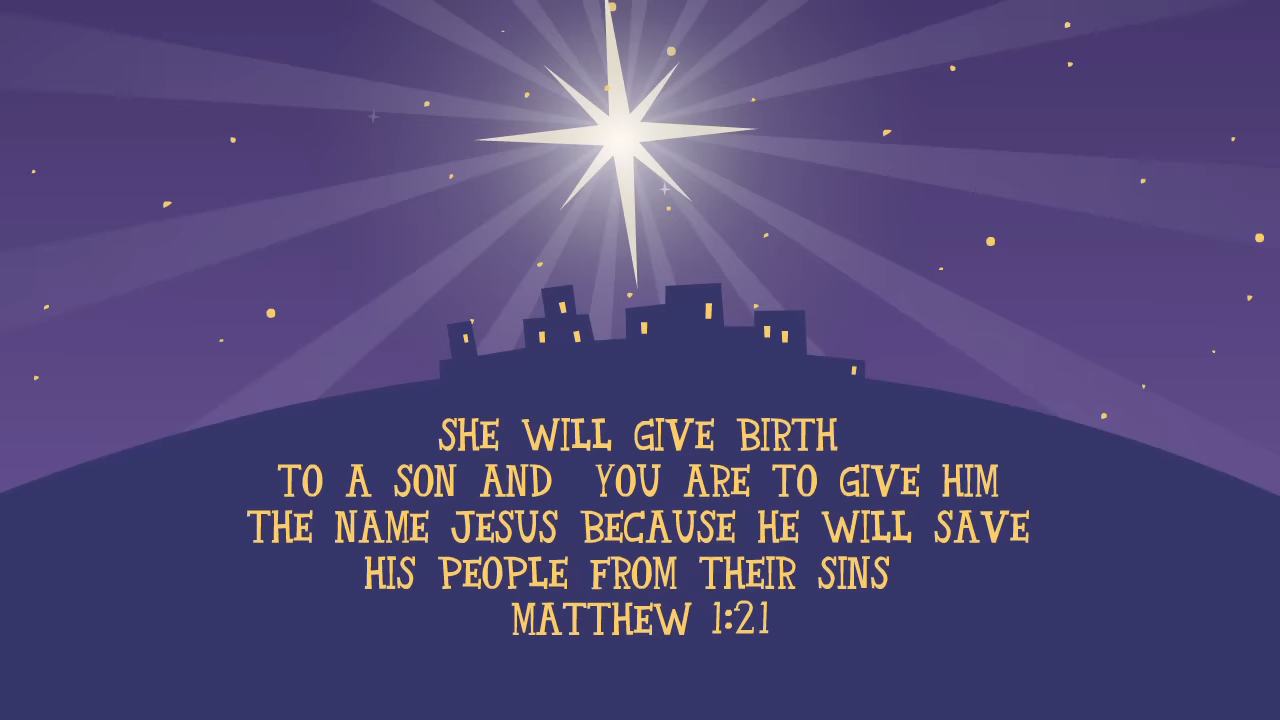 SHE WILL GIVE BIRTH
TO A SON AND YOU ARE TO GIVE HIM
THE NAME JESUS BECAUSE HE WILL SAVE
HIS PEOPLE FROM THEIR SINS
MATTHEW 1:21